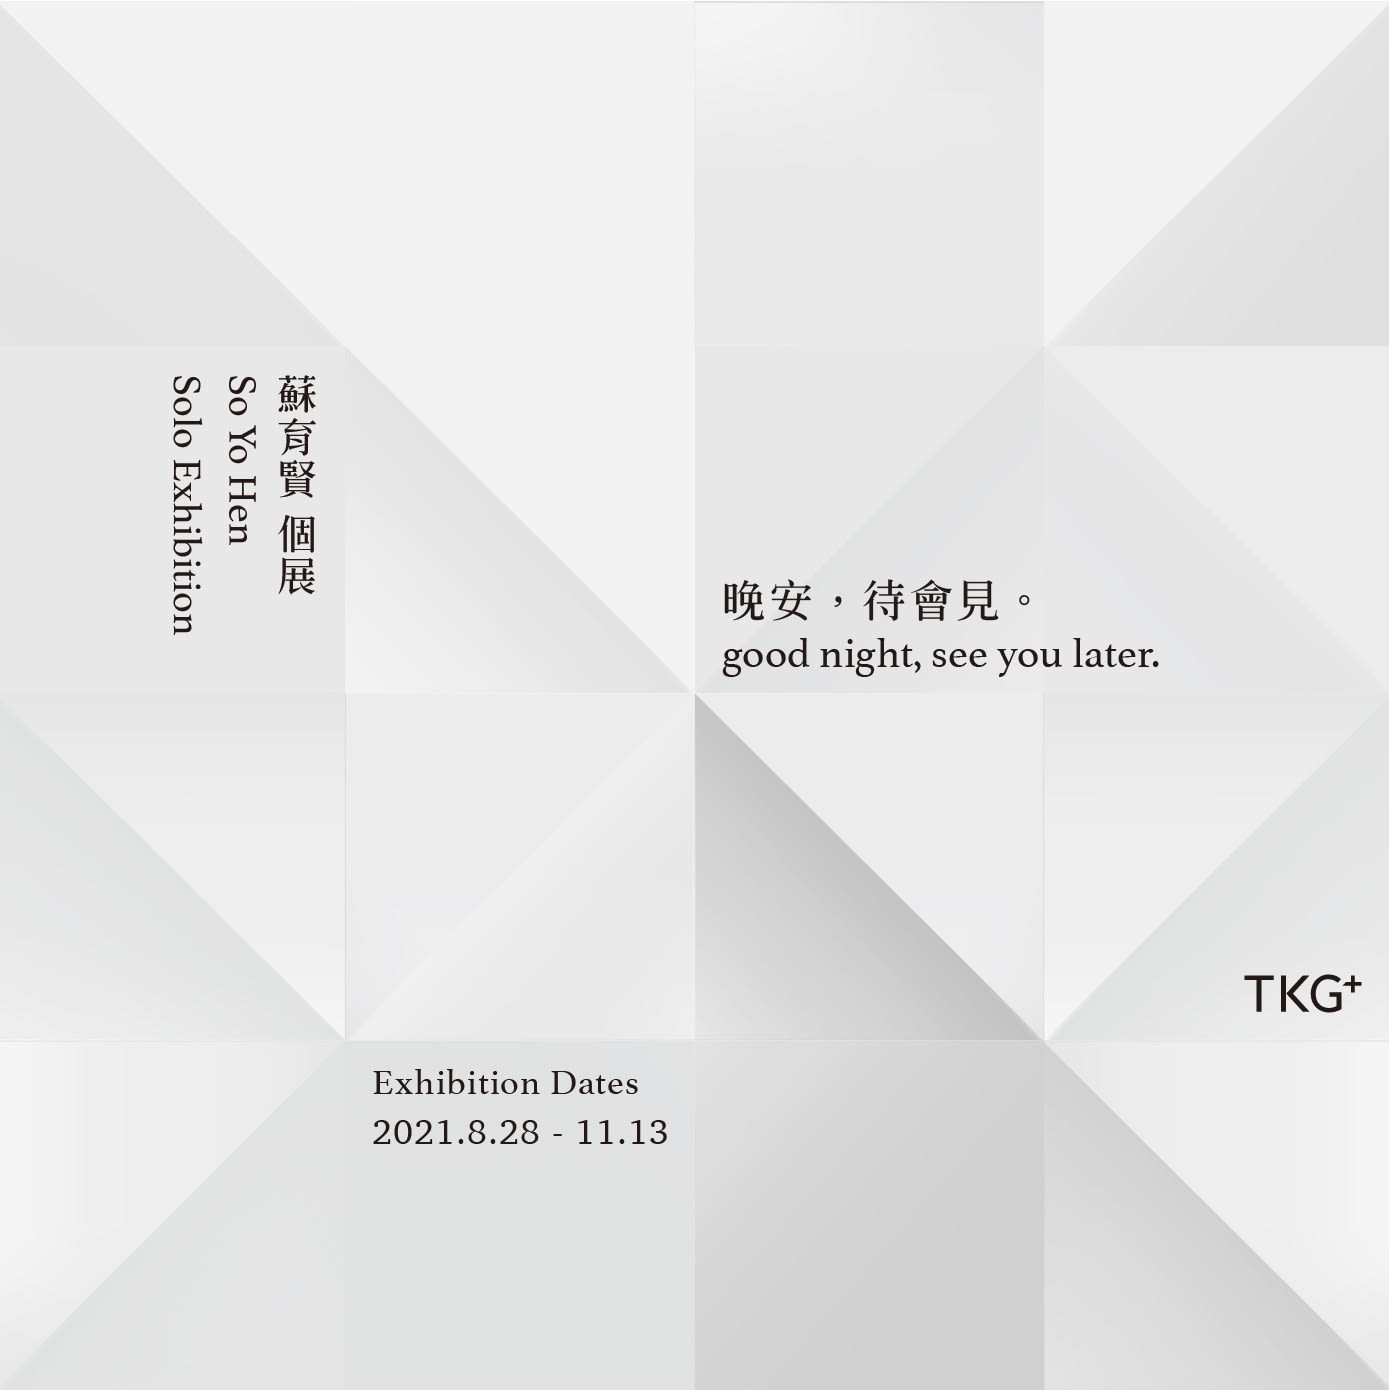 蘇育賢 個展
So Yo Hen
Solo Exhibition
晚安，待會見。
good night, see you later.
TKG+
Exhibition Dates
2021.8.28 - 11.13